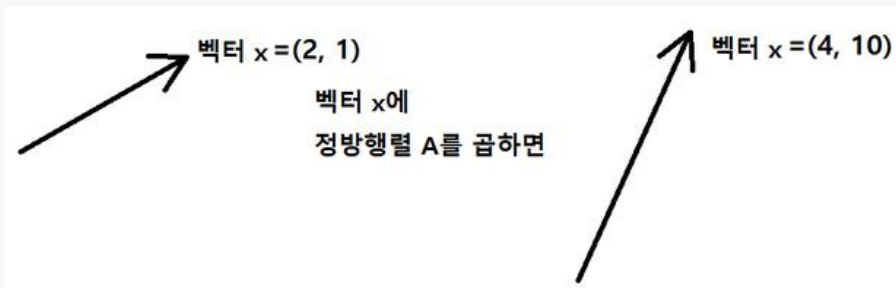 벡터 x =(2, 1)
벡터 x =(4, 10)
벡터 x에
정방행렬 A를 곱하면